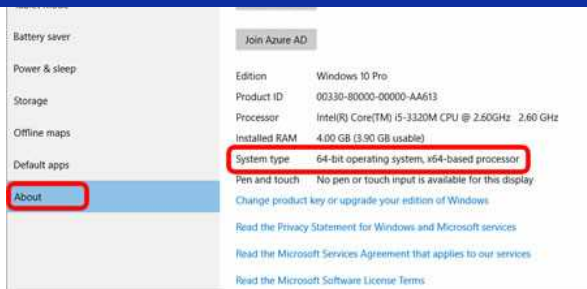 Battery saver
Power & sleep
Storage
Offline maps
Default apps
About
Join Azure AD
Edition Windows 10 Pro
Product ID 00330-80000-00000-AA613
Processor Intel(R) Core(TM) i5-3320M CPU @ 2.60GHz 2.60 GHz
Installed RAM 4.00 GB (3.90 GB usable)
System type 64-bit operating system, x64-based processor
Pen and touch No pen or touch input is available for this display
Change product key or upgrade your edition of Windows
Read the Privacy Statement for Windows and Microsoft services
Read the Microsoft Services Agreement that applies to our services
Read the Microsoft Software License Terms